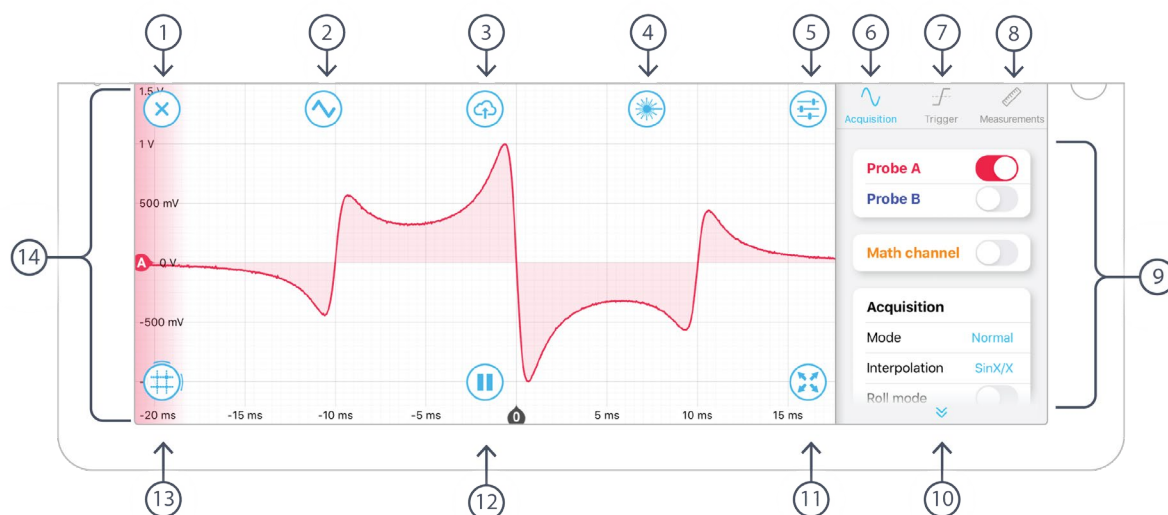 1
2
3
4
5
6
7
8
1.5 V
Acquisition
Trigger
Measurements
1 V
Probe A
500 mV
Probe B
14
A
0 V
Math channel
9
-500 mV
Acquisition
Mode
Normal
Interpolation
SinX/X
Roll mode
-20 ms
-15 ms
-10 ms
-5 ms
0
5 ms
10 ms
15 ms
13
12
11
10